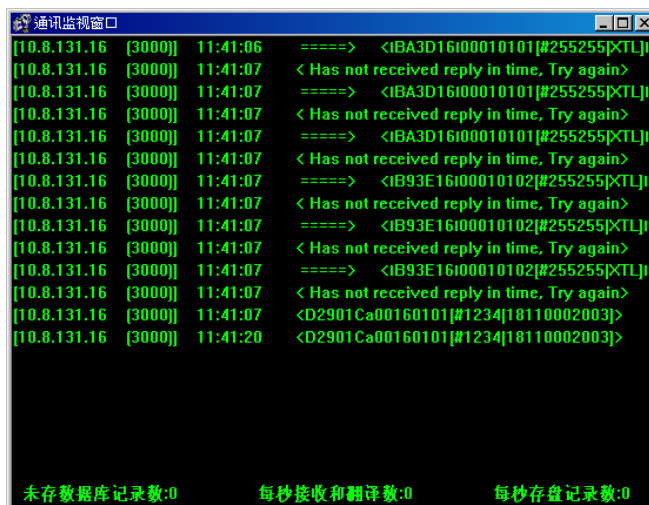 通讯监视窗口
[10.8.131.16 (3000)] 11:41:06 =====> <IBA3D16I00010101[#255255|XTL]I
[10.8.131.16 (3000)] 11:41:07 < Has not received reply in time, Try again>
[10.8.131.16 (3000)] 11:41:07 =====> <IBA3D16I00010101[#255255|XTL]I
[10.8.131.16 (3000)] 11:41:07 < Has not received reply in time, Try again>
[10.8.131.16 (3000)] 11:41:07 =====> <IBA3D16I00010101[#255255|XTL]I
[10.8.131.16 (3000)] 11:41:07 < Has not received reply in time, Try again>
[10.8.131.16 (3000)] 11:41:07 =====> <IB93E16I00010102[#255255|XTL]I
[10.8.131.16 (3000)] 11:41:07 < Has not received reply in time, Try again>
[10.8.131.16 (3000)] 11:41:07 =====> <IB93E16I00010102[#255255|XTL]I
[10.8.131.16 (3000)] 11:41:07 < Has not received reply in time, Try again>
[10.8.131.16 (3000)] 11:41:07 =====> <IB93E16I00010102[#255255|XTL]I
[10.8.131.16 (3000)] 11:41:07 < Has not received reply in time, Try again>
[10.8.131.16 (3000)] 11:41:07 <D2901Ca00160101[#1234|18110002003]>
[10.8.131.16 (3000)] 11:41:20 <D2901Ca00160101[#1234|18110002003]>
未存数据库记录数:0 每秒接收和翻译数:0 每秒存盘记录数:0